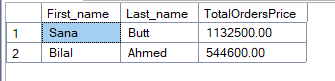 First_name Last_name TotalOrdersPrice
1 Sana Butt 1132500.00
2 Bilal Ahmed 544600.00